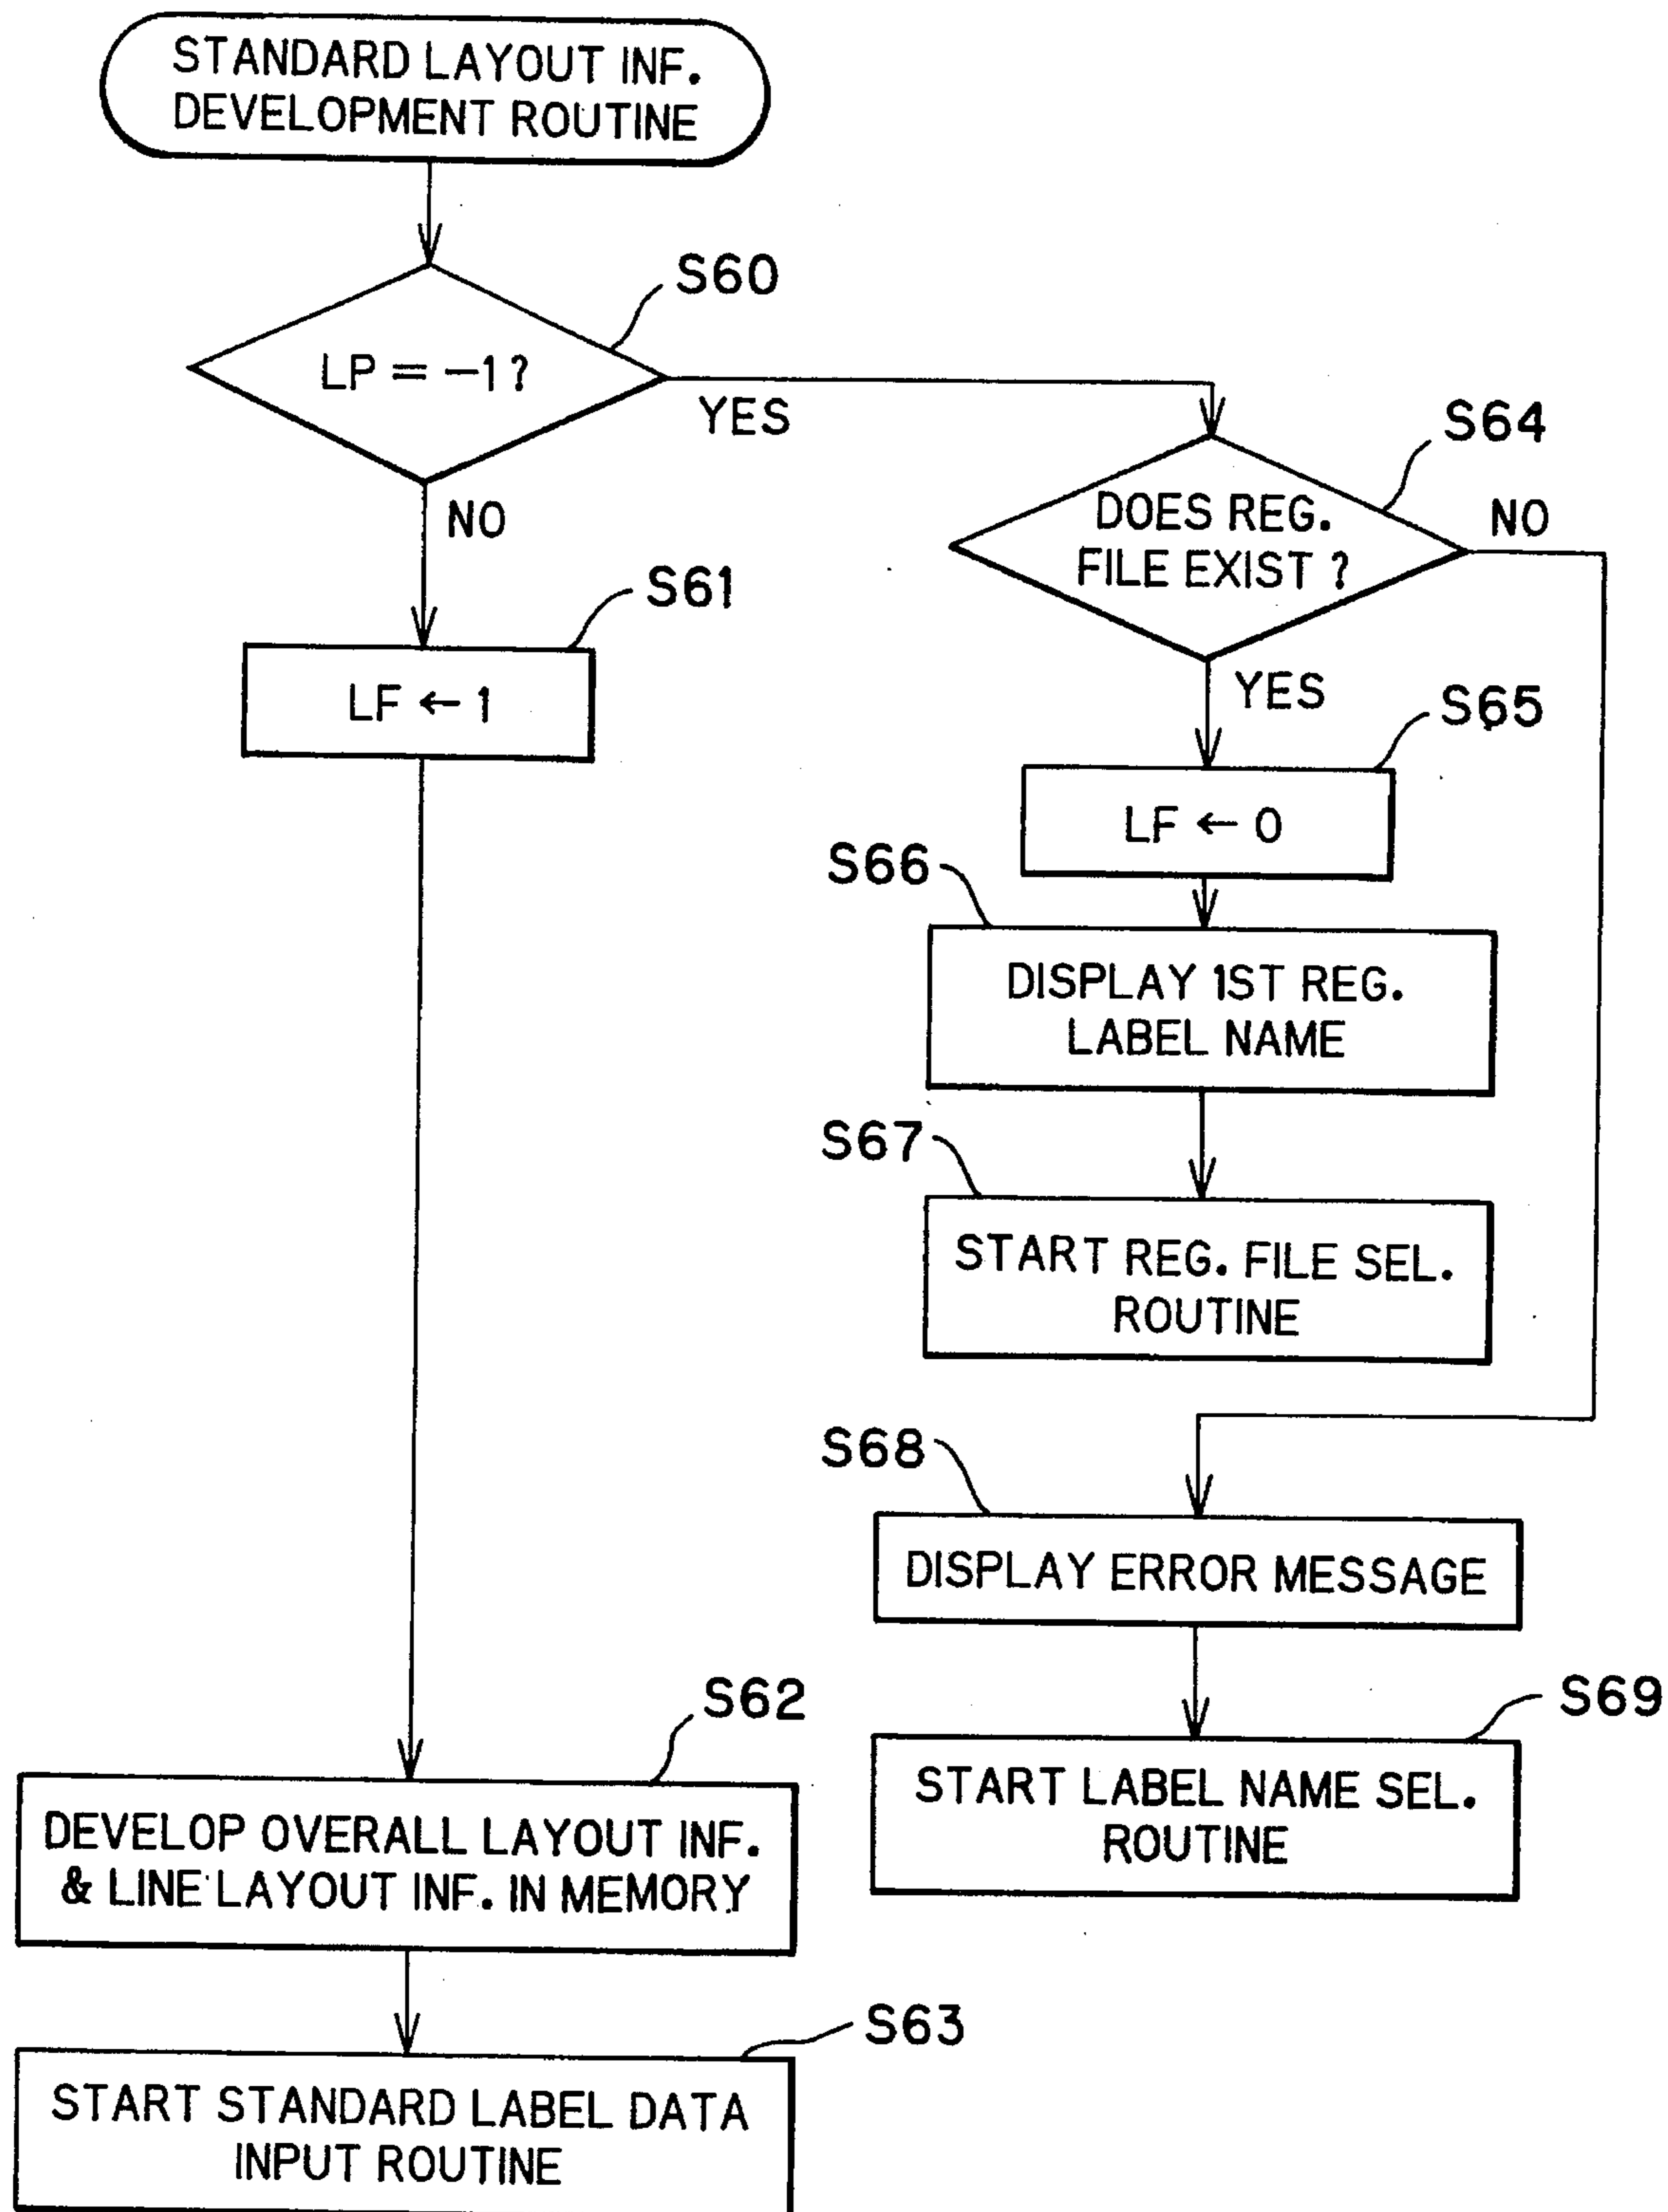 STANDARD LAYOUT INF.
DEVELOPMENT ROUTINE
S60
LP = -1?
YES
NO
S64
DOES REG.
FILE EXIST ?
NO
YES
S61
LF ← 1
S65
LF ← 0
S66
DISPLAY 1ST REG.
LABEL NAME
S67
START REG. FILE SEL.
ROUTINE
S68
DISPLAY ERROR MESSAGE
S69
START LABEL NAME SEL.
ROUTINE
S62
DEVELOP OVERALL LAYOUT INF.
& LINE LAYOUT INF. IN MEMORY
S63
START STANDARD LABEL DATA
INPUT ROUTINE